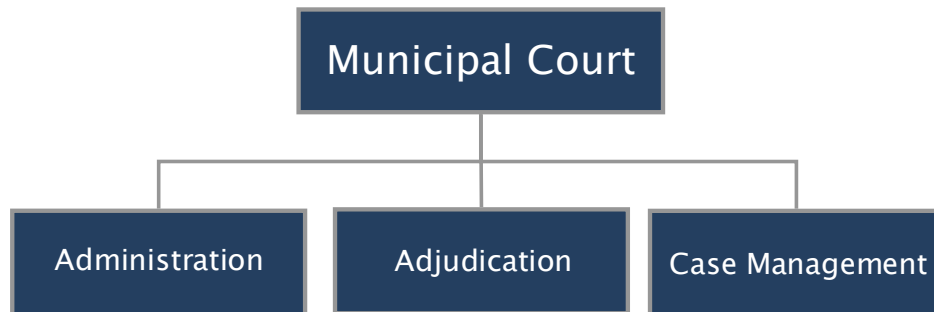 Municipal Court
Administration
Adjudication
Case Management